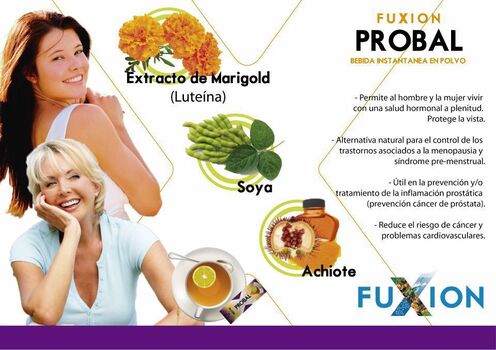 FUXION
PROBAL
BEBIDA INSTANTANEA EN POLVO
Extracto de Marigold
(Luteína)
- Permite al hombre y la mujer vivir
con una salud hormonal a plenitud.
Protege la vista.
- Alternativa natural para el control de los
trastornos asociados a la menopausia y
síndrome pre-menstrual.
Soya
- Útil en la prevención y/o
tratamiento de la inflamación prostática
(prevención cáncer de próstata).
- Reduce el riesgo de cáncer y
problemas cardiovasculares.
Achiote
PROBAL
FUXION